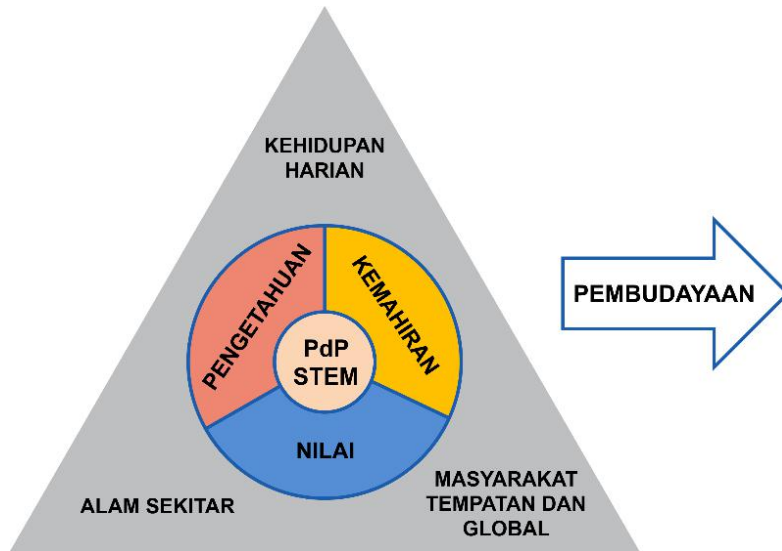 KEHIDUPAN
HARIAN
PENGETAHUAN
KEMAHIRAN
PdP
STEM
NILAI
ALAM SEKITAR
MASYARAKAT
TEMPATAN DAN
GLOBAL
PEMBUDAYAAN